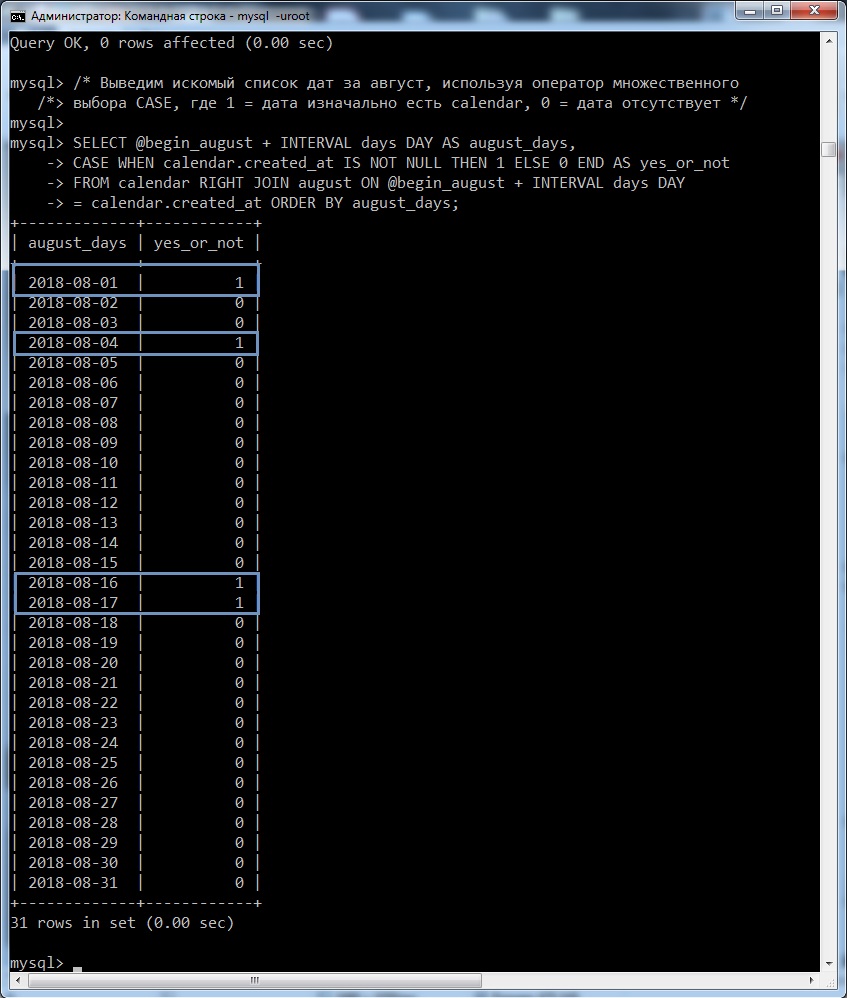 Администратор: Командная строка - mysql  -uroot
Query OK, 0 rows affected (0.00 sec)
mysql> /* Выведим искомый список дат за август, используя оператор множественного
   /*> выбора CASE, где 1 = дата изначально есть calendar, 0 = дата отсутствует */
mysql>
mysql> SELECT @begin_august + INTERVAL days DAY AS august_days,
    -> CASE WHEN calendar.created_at IS NOT NULL THEN 1 ELSE 0 END AS yes_or_not
    -> FROM calendar RIGHT JOIN august ON @begin_august + INTERVAL days DAY
    -> = calendar.created_at ORDER BY august_days;
+-------------+------------+
| august_days | yes_or_not |
| 2018-08-01  |          1 |
| 2018-08-02  |          0 |
| 2018-08-03  |          0 |
| 2018-08-04  |          1 |
| 2018-08-05  |          0 |
| 2018-08-06  |          0 |
| 2018-08-07  |          0 |
| 2018-08-08  |          0 |
| 2018-08-09  |          0 |
| 2018-08-10  |          0 |
| 2018-08-11  |          0 |
| 2018-08-12  |          0 |
| 2018-08-13  |          0 |
| 2018-08-14  |          0 |
| 2018-08-15  |          0 |
| 2018-08-16  |          1 |
| 2018-08-17  |          1 |
| 2018-08-18  |          0 |
| 2018-08-19  |          0 |
| 2018-08-20  |          0 |
| 2018-08-21  |          0 |
| 2018-08-22  |          0 |
| 2018-08-23  |          0 |
| 2018-08-24  |          0 |
| 2018-08-25  |          0 |
| 2018-08-26  |          0 |
| 2018-08-27  |          0 |
| 2018-08-28  |          0 |
| 2018-08-29  |          0 |
| 2018-08-30  |          0 |
| 2018-08-31  |          0 |
+-------------+------------+
31 rows in set (0.00 sec)
mysql> _